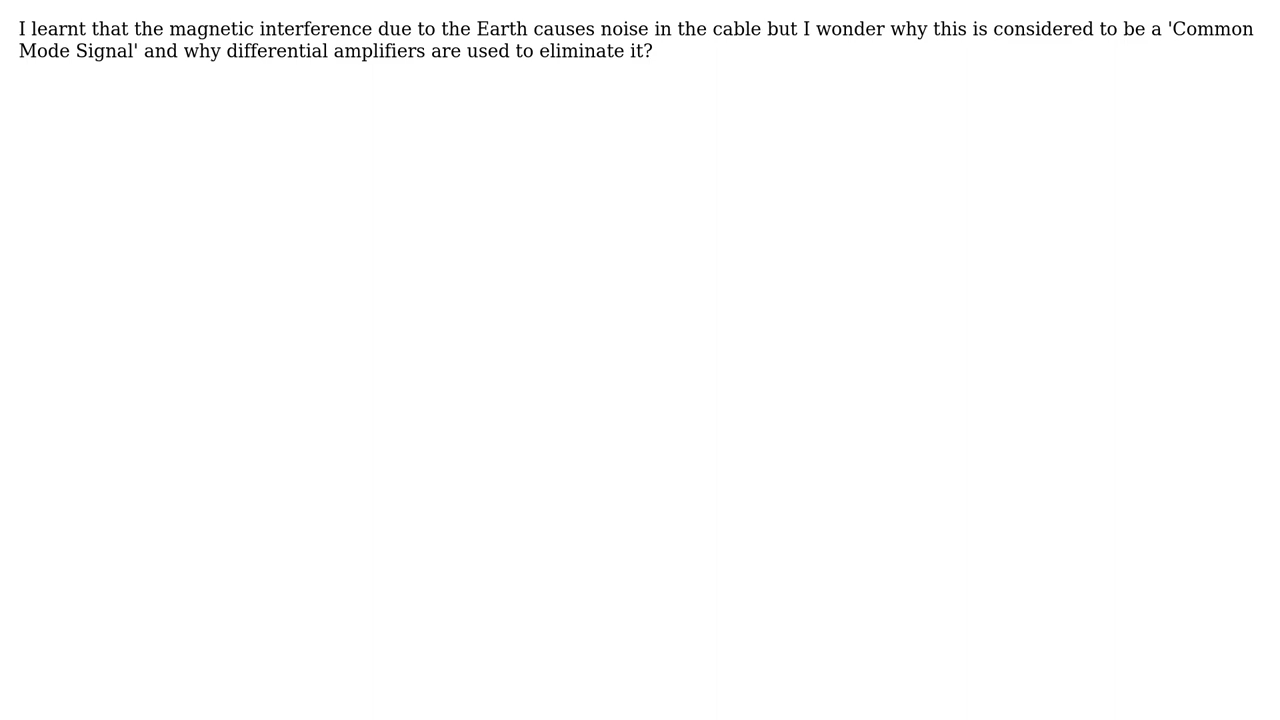 I learnt that the magnetic interference due to the Earth causes noise in the cable but I wonder why this is considered to be a 'Common
Mode Signal' and why differential amplifiers are used to eliminate it?